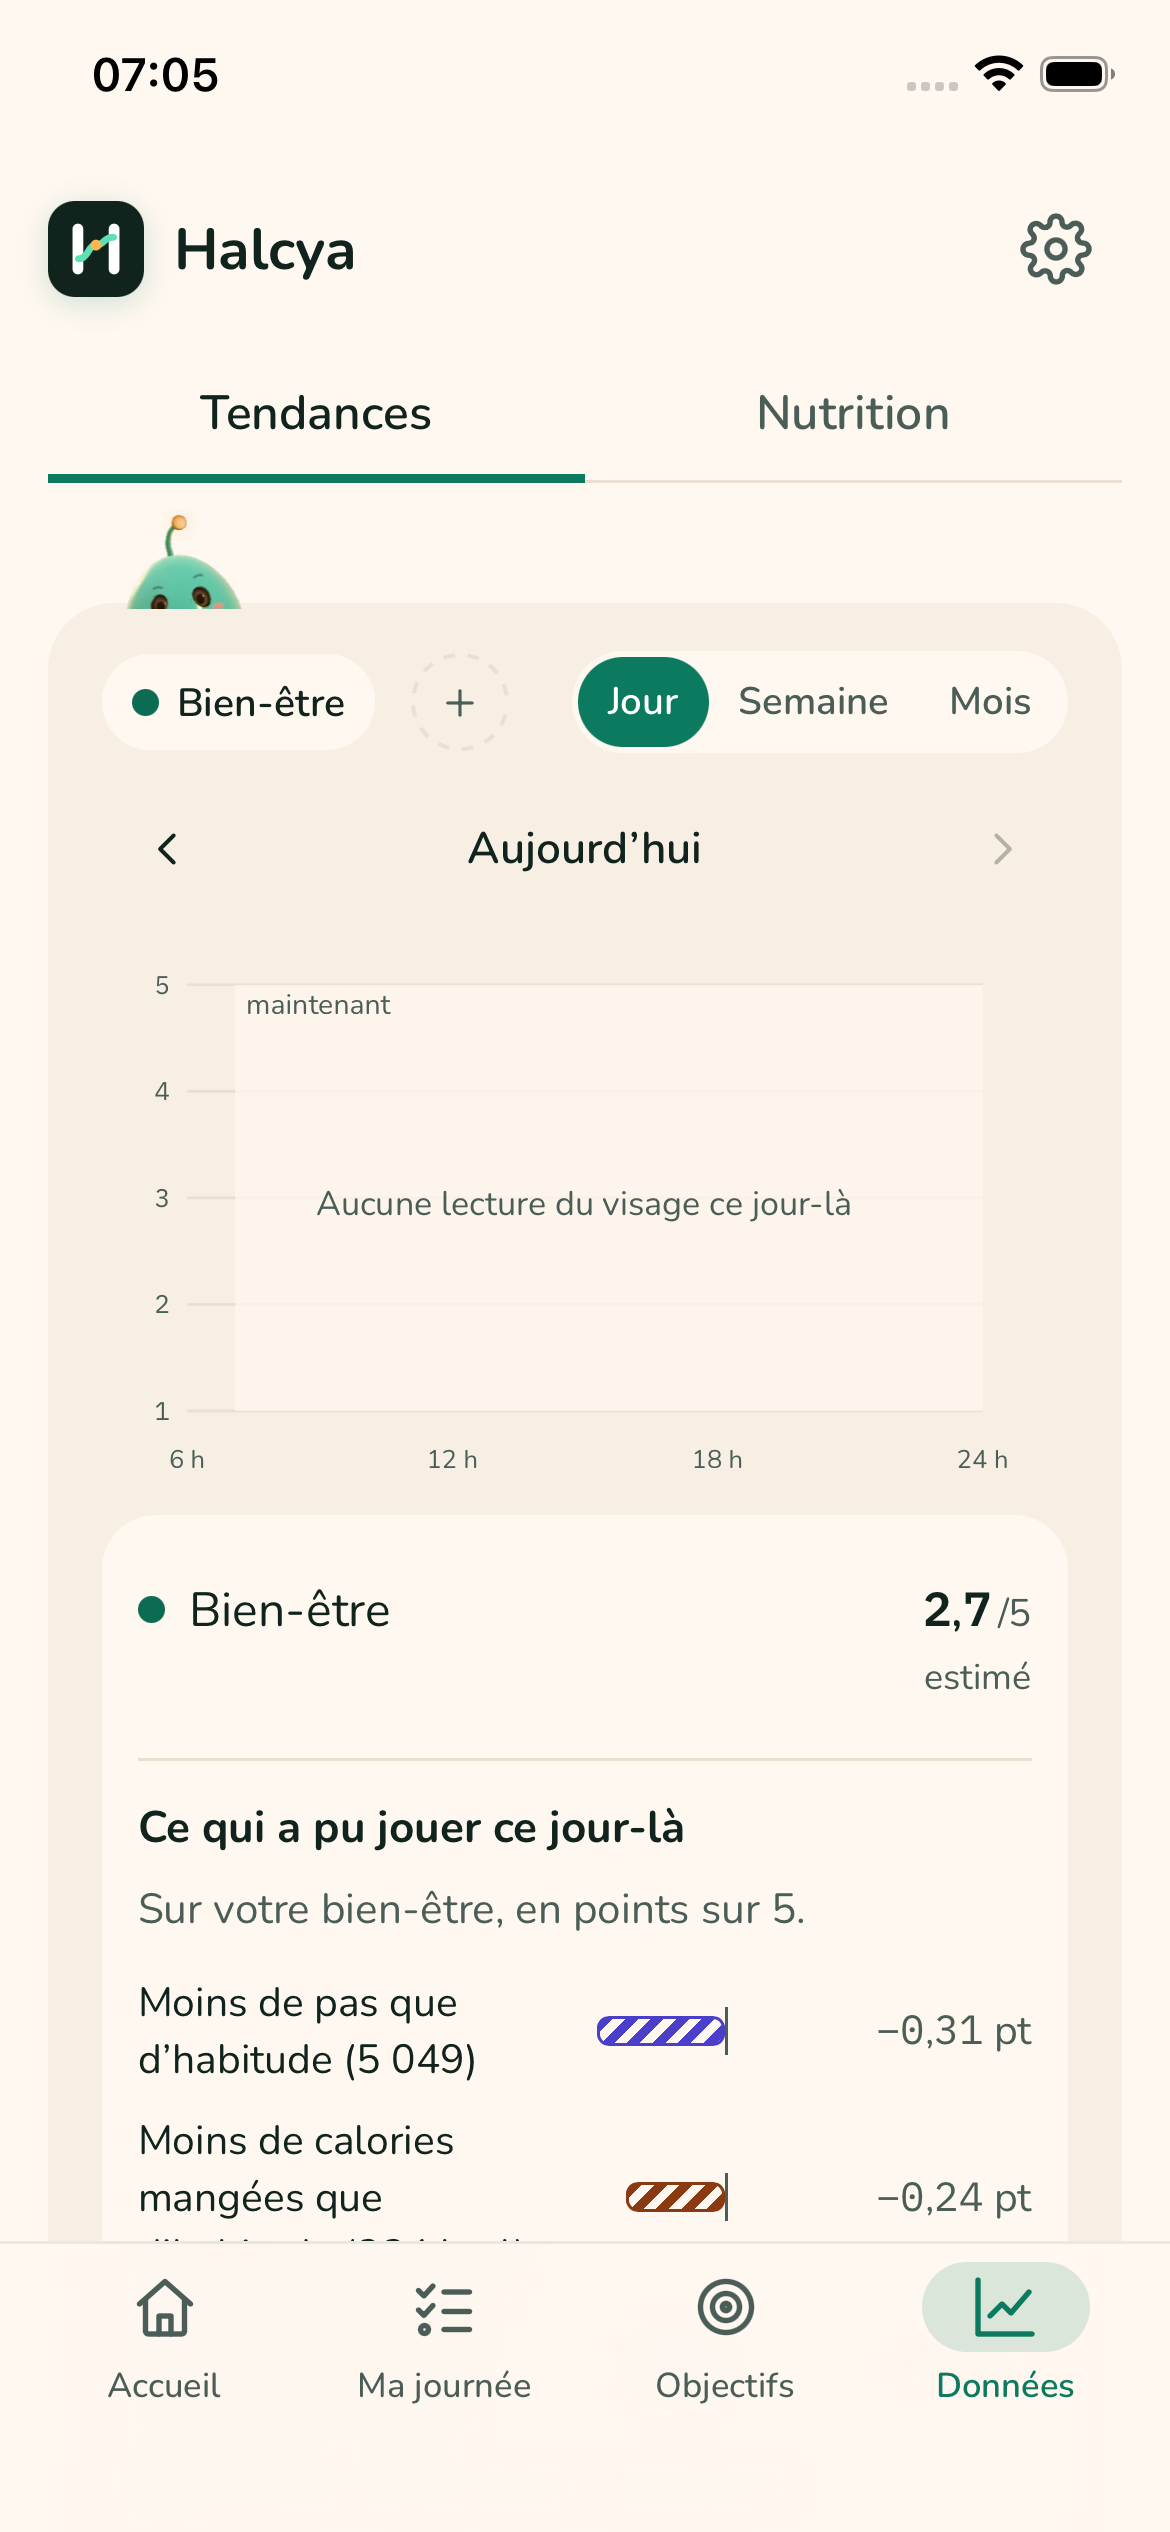 07:05
Halcya
Tendances
Nutrition
Bien-être
+
Jour
Semaine
Mois
Aujourd’hui
5
maintenant
4
3
Aucune lecture du visage ce jour-là
2
1
6 h
12 h
18 h
24 h
Bien-être
2,7 /5
estimé
Ce qui a pu jouer ce jour-là
Sur votre bien-être, en points sur 5.
Moins de pas que
d’habitude (5 049)
−0,31 pt
Moins de calories
mangées que
−0,24 pt
Accueil
Ma journée
Objectifs
Données